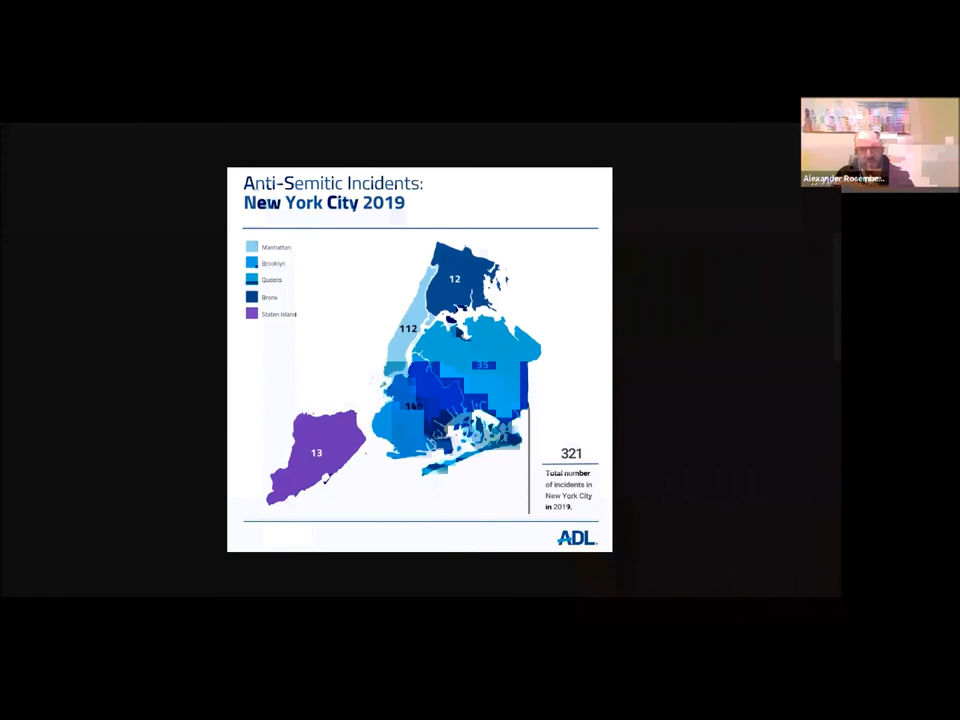 Anti-Semitic Incidents:
New York City 2019
Manhattan
Brooklyn
Queens
Bronx
Staten Island
12
112
35
149
13
321
Total number
of incidents in
New York City
in 2019.
ADL
Alexander Rosembe...